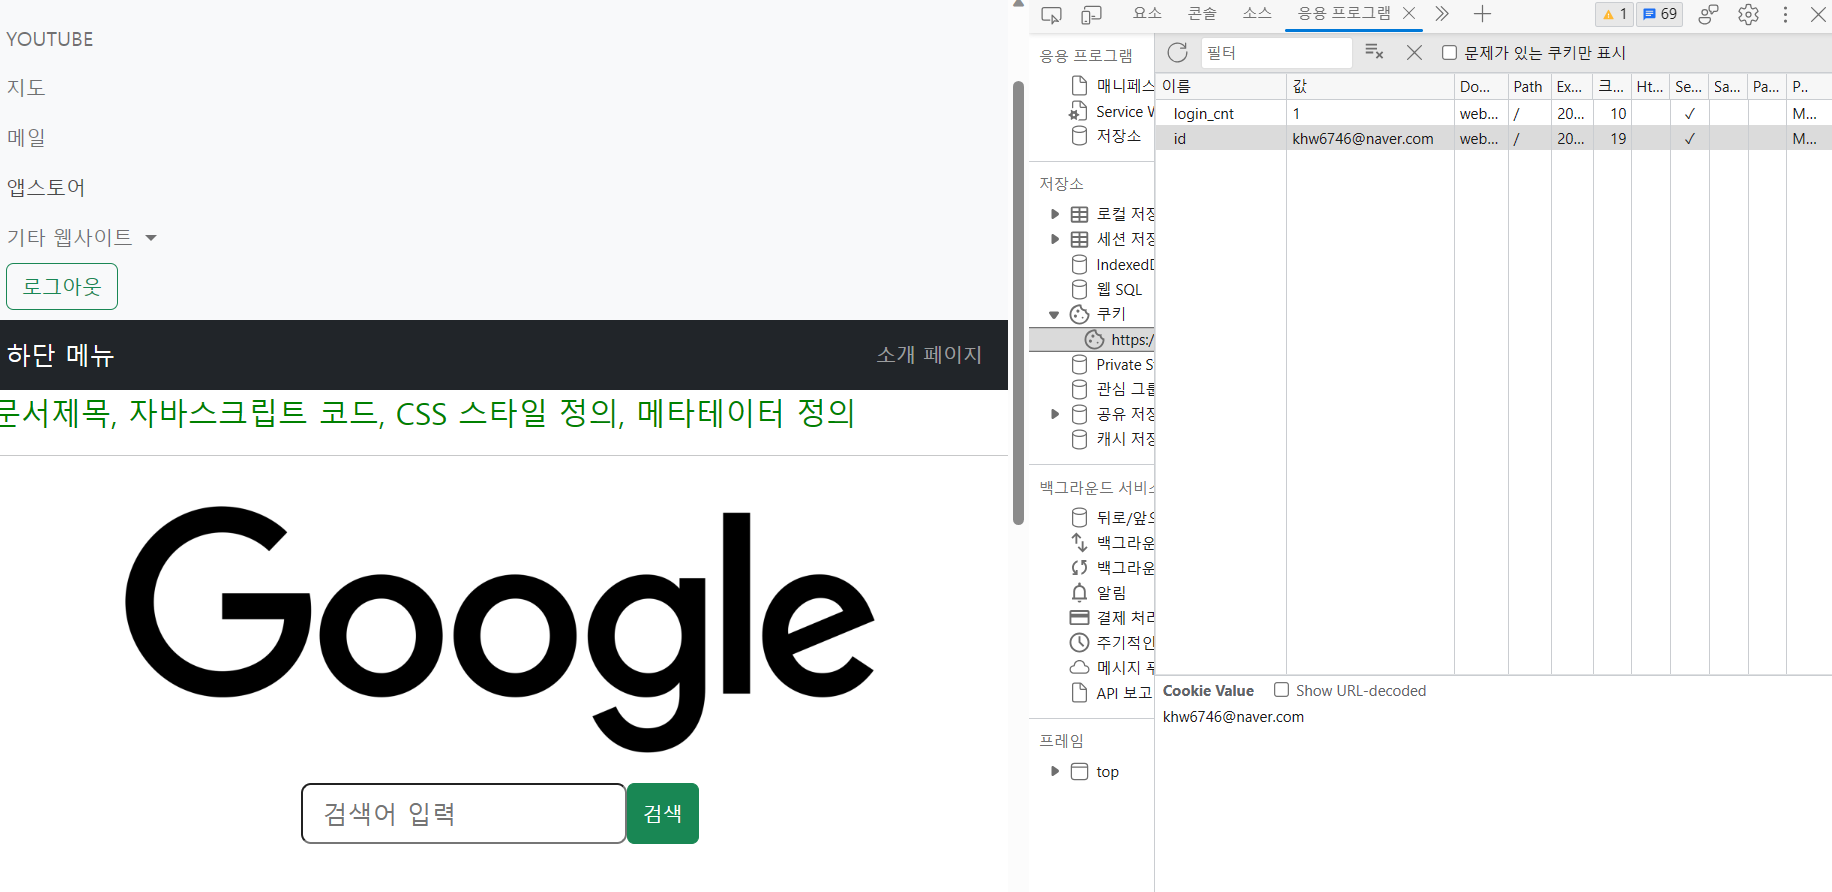 YOUTUBE
지도
메일
앱스토어
기타 웹사이트
로그아웃
하단 메뉴
소개 페이지
문서제목, 자바스크립트 코드, CSS 스타일 정의, 메타테이터 정의
Google
검색어 입력
검색
요소
콘솔
소스
응용 프로그램
1
69
응용 프로그램
매니페스
Service W
저장소
저장소
로컬 저장
세션 저장
IndexedD
웹 SQL
쿠키
https:/
Private S
관심 그룹
공유 저장
캐시 저장
백그라운드 서비스
뒤로/앞으
백그라운
백그라운
알림
결제 처리
주기적인
메시지 푸
API 보고
프레임
top
필터
문제가 있는 쿠키만 표시
이름 값 Do... Path Ex... 크... Ht... Se... Sa... Pa... P..
login_cnt 1 web... / 20... 10 ✓ M...
id khw6746@naver.com web... / 20... 19 ✓ M...
Cookie Value Show URL-decoded
khw6746@naver.com